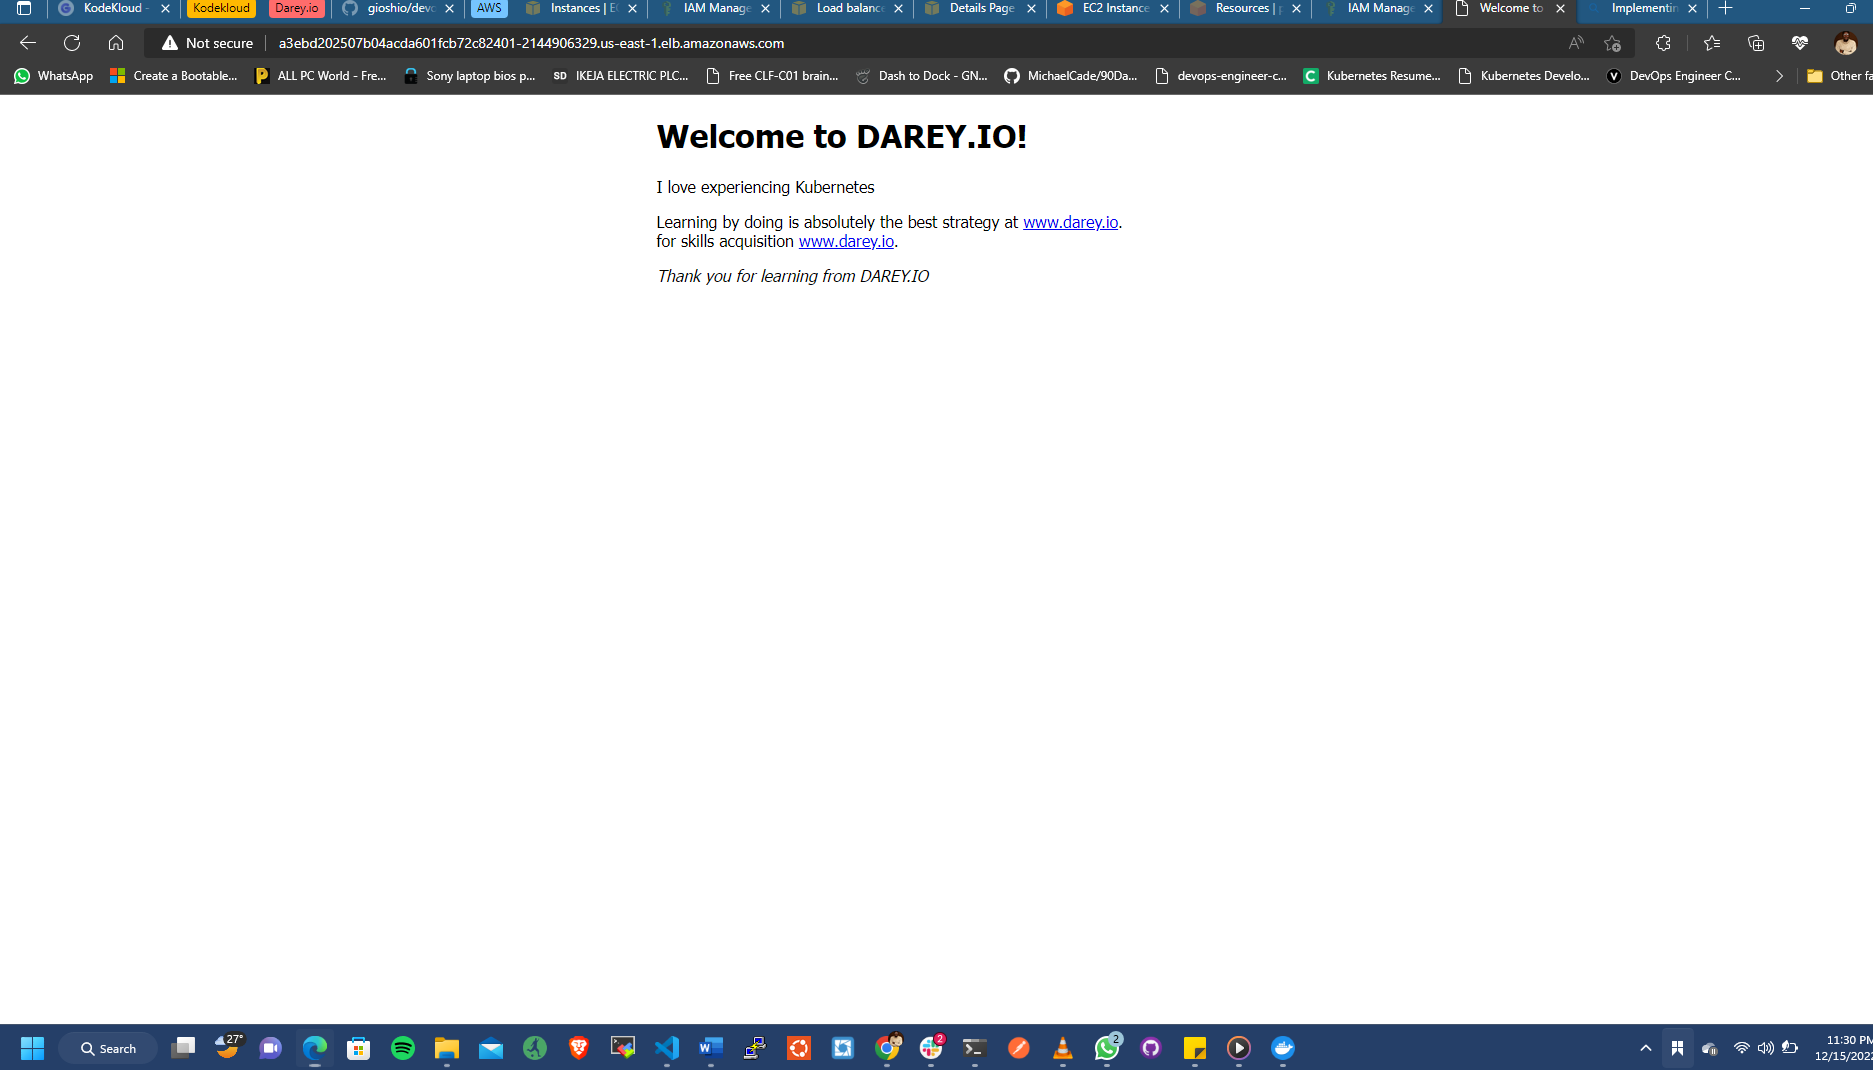 KodeKloud -
Kodekloud
Darey.io
gioshio/devo
AWS
Instances | EC
IAM Manage
Load balance
Details Page
EC2 Instance
Resources | p
IAM Manage
Welcome to
Implementin
Not secure
a3ebd202507b04acda601fcb72c82401-2144906329.us-east-1.elb.amazonaws.com
WhatsApp
Create a Bootable...
ALL PC World - Fre...
Sony laptop bios p...
SD IKEJA ELECTRIC PLC...
Free CLF-C01 brain...
Dash to Dock - GN...
MichaelCade/90Da...
devops-engineer-c...
Kubernetes Resume...
Kubernetes Develo...
DevOps Engineer C...
Other fa
Welcome to DAREY.IO!
I love experiencing Kubernetes
Learning by doing is absolutely the best strategy at www.darey.io.
for skills acquisition www.darey.io.
Thank you for learning from DAREY.IO
Search
27°
2
2
11:30 PM
12/15/2022